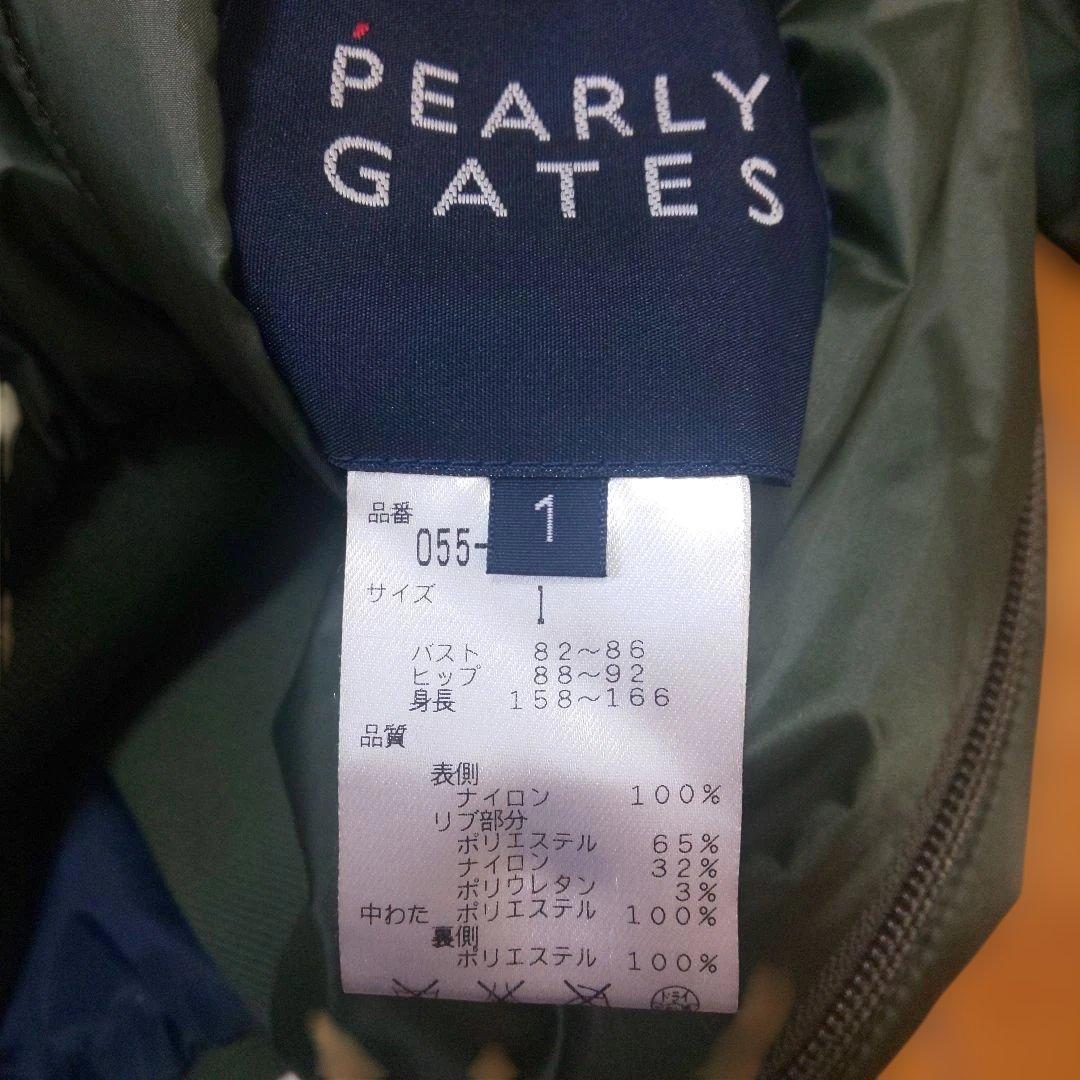 PEARLY
GATES
1
品番
055-
サイズ 1
バスト 82～86
ヒップ 88～92
身長 158～166
品質
表側
ナイロン 100%
リブ部分
ポリエステル 65%
ナイロン 32%
ポリウレタン 3%
中わた ポリエステル 100%
裏側
ポリエステル 100%
ドライ